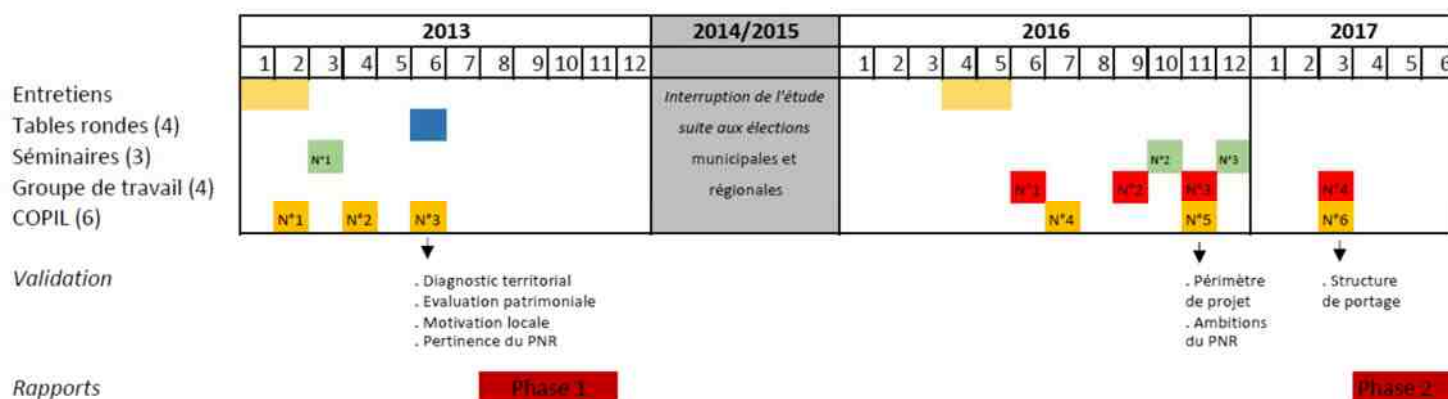 2013 2014/2015 2016 2017
1 2 3 4 5 6 7 8 9 10 11 12 1 2 3 4 5 6 7 8 9 10 11 12 1 2 3 4 5 6
Entretiens Interruption de l'étude
Tables rondes (4) suite aux élections
Séminaires (3) N°1 municipales et N°2 N°3
Groupe de travail (4) régionales N°1 N°2 N°3 N°4
COPIL (6) N°1 N°2 N°3 N°4 N°5 N°6
Validation . Diagnostic territorial . Périmètre . Structure
. Evaluation patrimoniale de projet de portage
. Motivation locale . Ambitions
. Pertinence du PNR du PNR
Rapports Phase 1 Phase 2